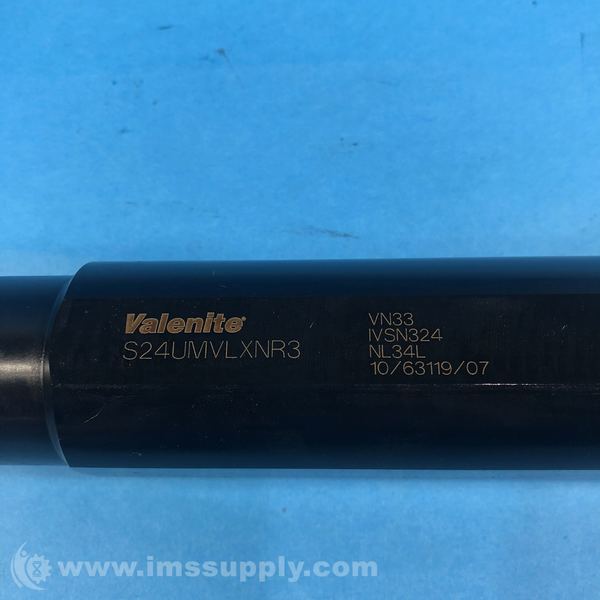 Valenite
S24UMVLXNR3
VN33
IVSN324
NL34L
10/63119/07
www.imssupply.com